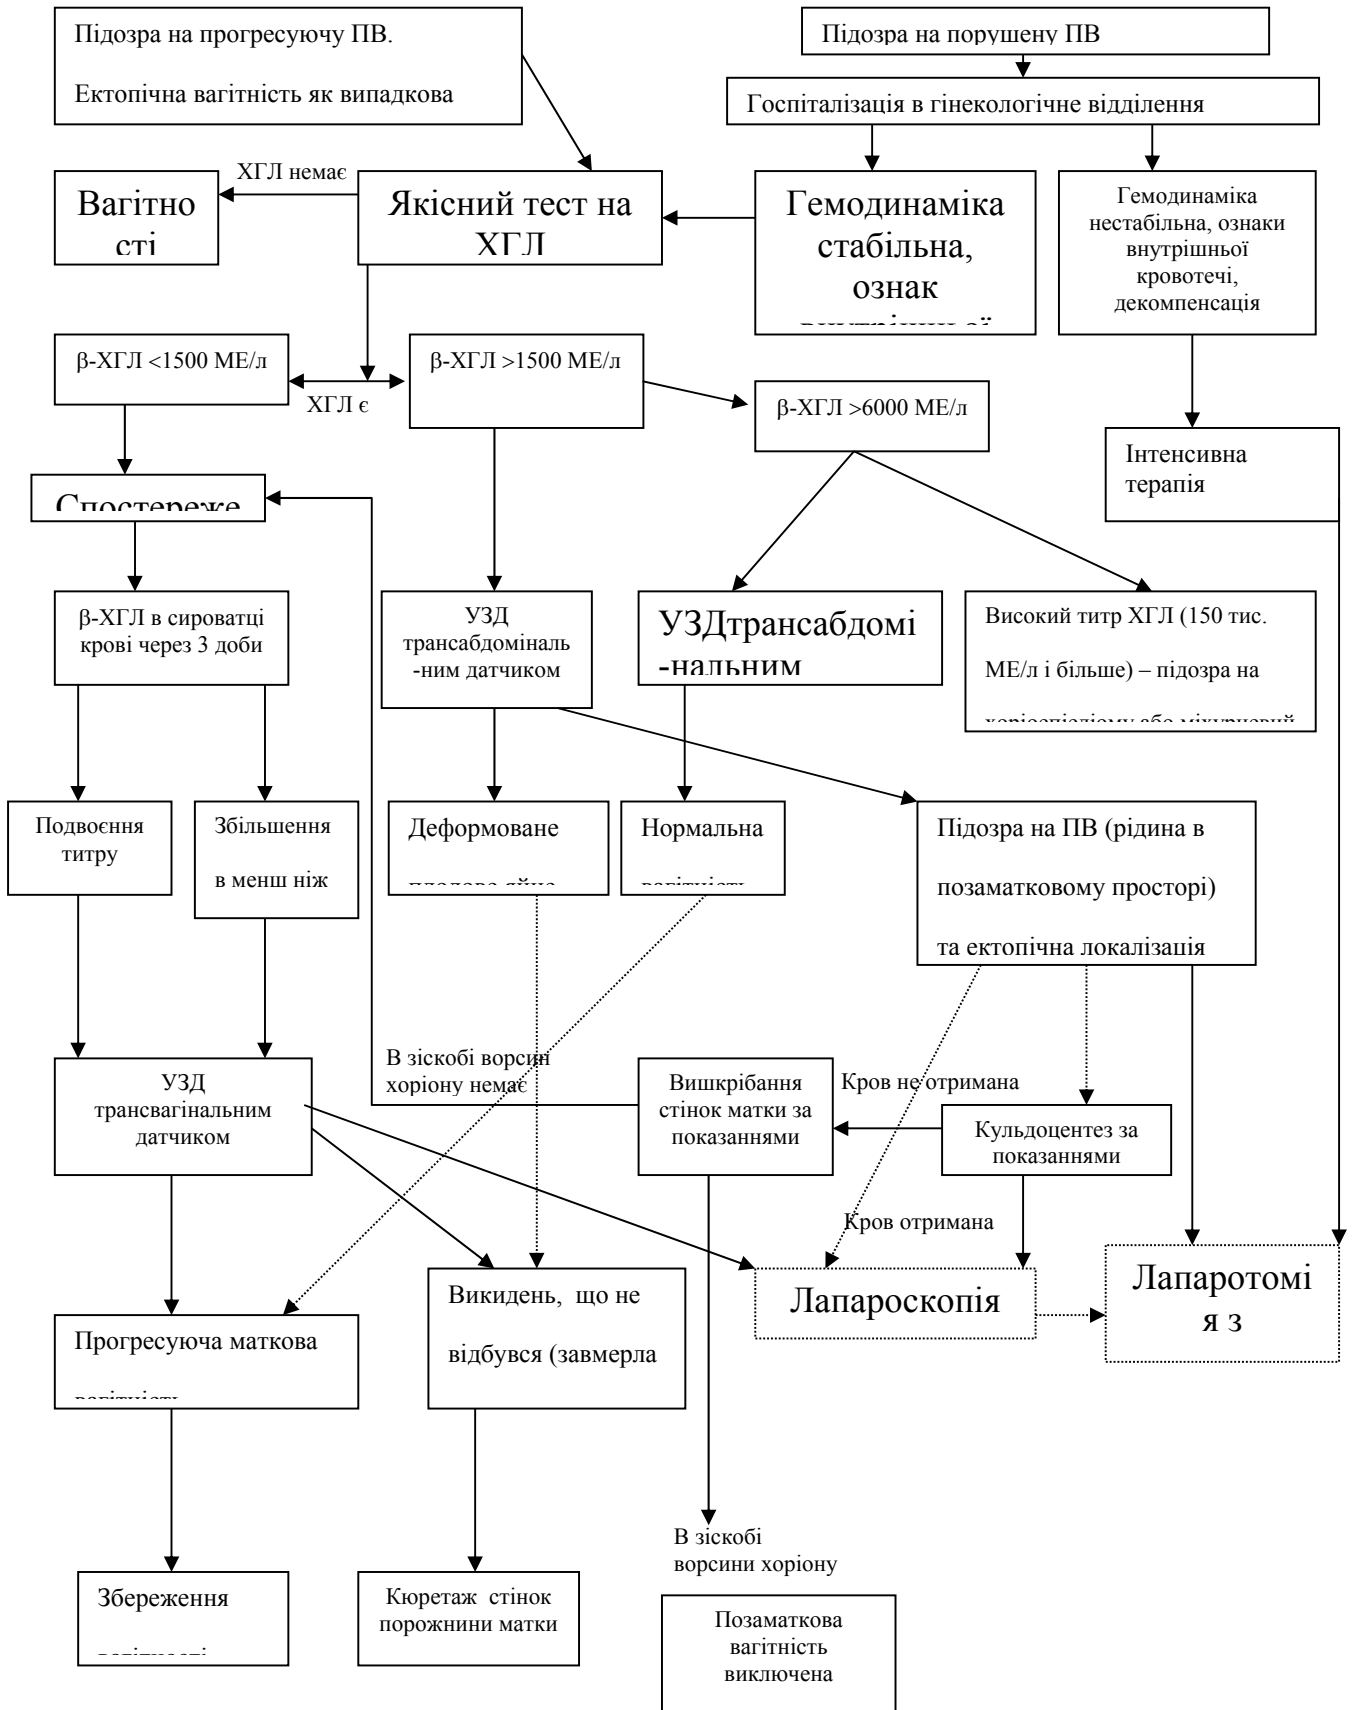 Підозра на прогресуючу ПВ.
Ектопічна вагітність як випадкова
Підозра на порушену ПВ
Госпіталізація в гінекологічне відділення
ХГЛ немає
Вагітно
сті
Якісний тест на
ХГЛ
Гемодинаміка
стабільна,
ознак
Гемодинаміка
нестабільна, ознаки
внутрішньої
кровотечі,
декомпенсація
β-ХГЛ <1500 МЕ/л
ХГЛ є
β-ХГЛ >1500 МЕ/л
β-ХГЛ >6000 МЕ/л
Інтенсивна
терапія
Спостереже
β-ХГЛ в сироватці
крові через 3 доби
УЗД
трансабдоміналь
-ним датчиком
УЗДтрансабдомі
-нальним
Високий титр ХГЛ (150 тис.
МЕ/л і більше) – підозра на
Подвоєння
титру
Збільшення
в менш ніж
Деформоване
Нормальна
вагітність
Підозра на ПВ (рідина в
позаматковому просторі)
та ектопічна локалізація
УЗД
трансвагінальним
датчиком
В зіскобі ворсин
хоріону немає
Вишкрібання
стінок матки за
показаннями
Кров не отримана
Кульдоцентез за
показаннями
Кров отримана
Прогресуюча маткова
вагітність
Викидень, що не
відбувся (завмерла
Лапароскопія
Лапаротомі
я з
В зіскобі
ворсини хоріону
Збереження
Кюретаж стінок
порожнини матки
Позаматкова
вагітність
виключена